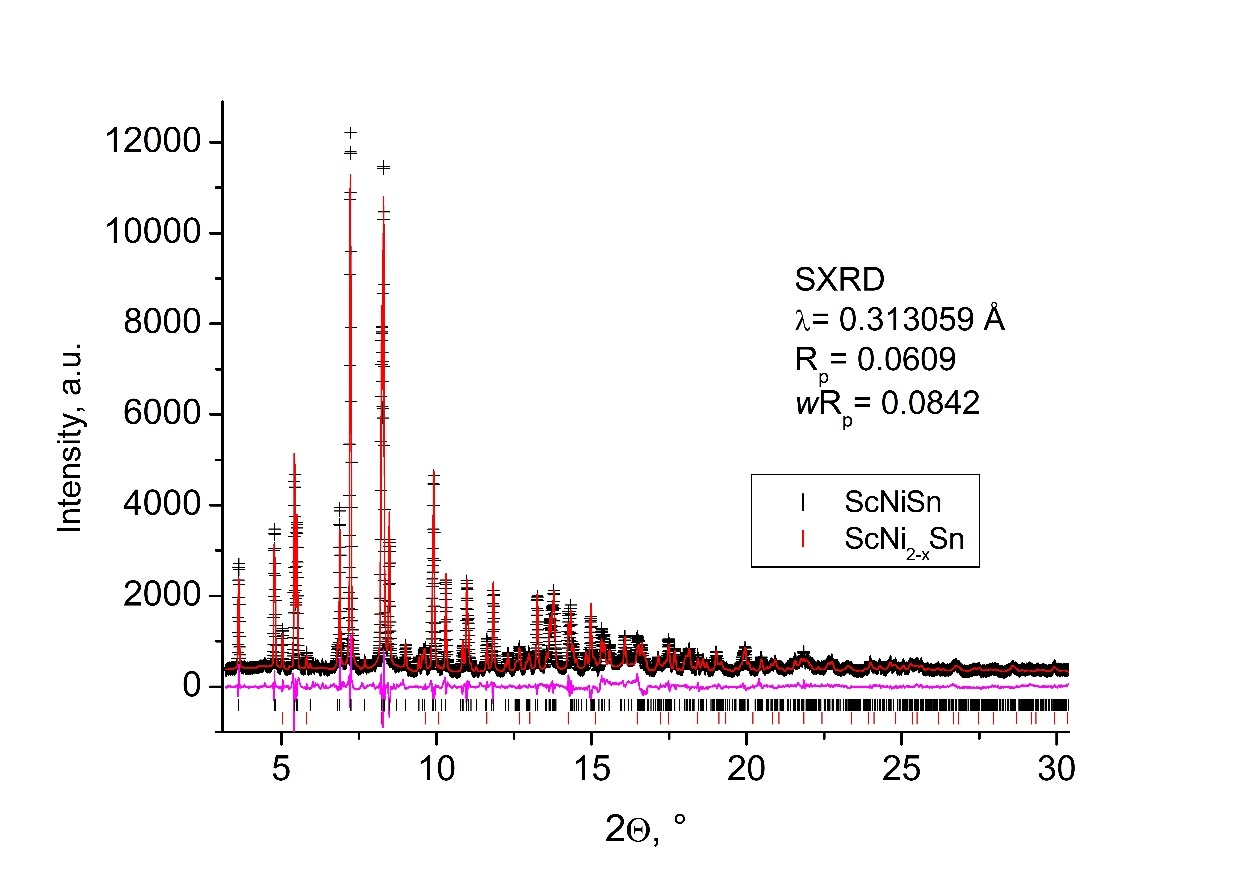 12000
10000
8000
6000
4000
2000
0
Intensity, a.u.
SXRD
λ= 0.313059 Å
Rp= 0.0609
wRp= 0.0842
ScNiSn
ScNi2-xSn
5 10 15 20 25 30
2Θ, °